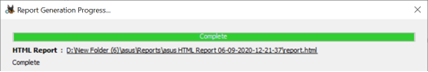 Report Generation Progress...
Complete
HTML Report : D:\New Folder (6)\asus\Reports\asus HTML Report 06-09-2020-12-21-37\report.html
Complete